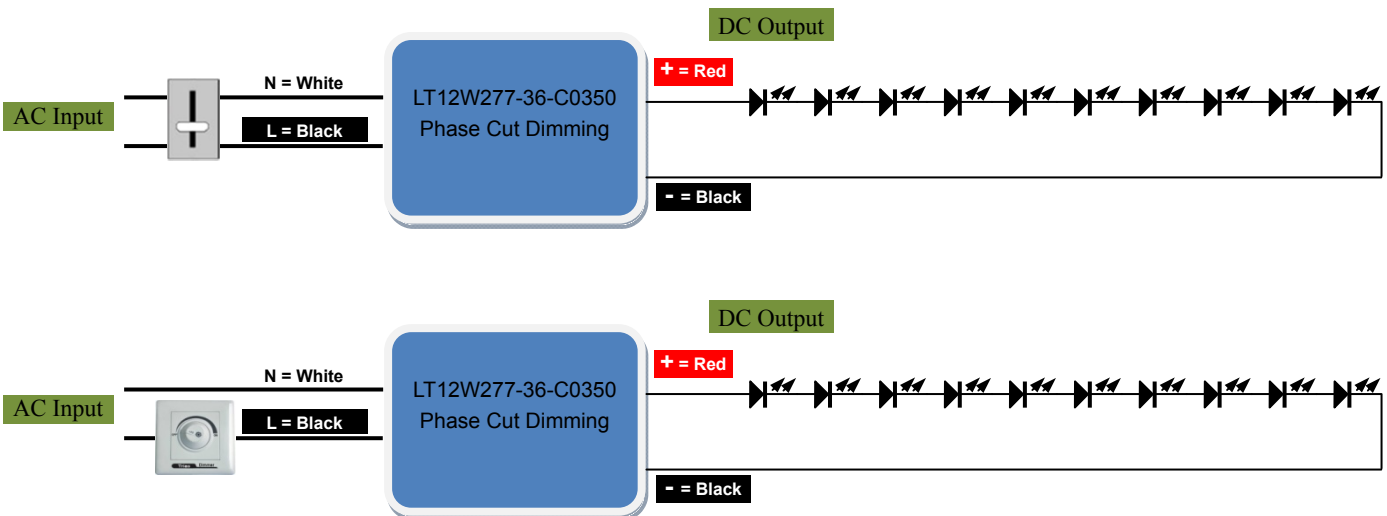 DC Output
+ = Red
N = White
AC Input
L = Black
LT12W277-36-C0350
Phase Cut Dimming
- = Black
DC Output
+ = Red
N = White
AC Input
L = Black
LT12W277-36-C0350
Phase Cut Dimming
Dimmer
- = Black